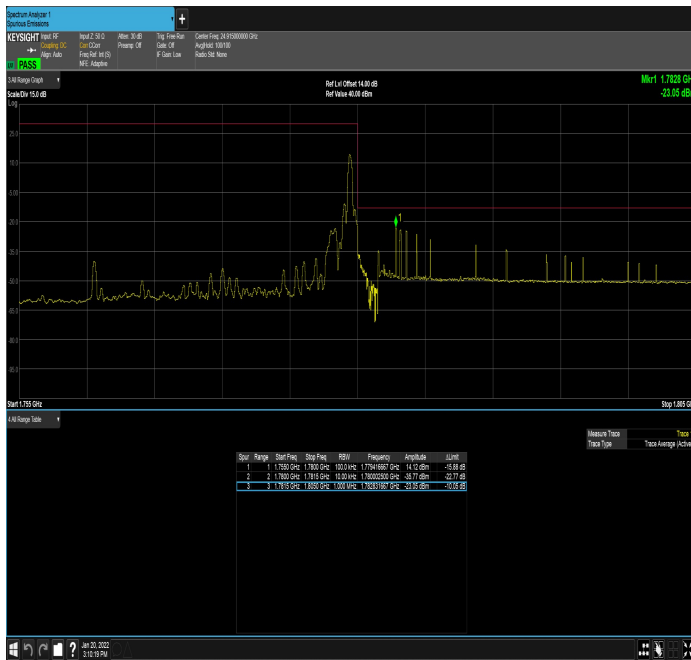 Spectrum Analyzer 1
Spurious Emissions
+
KEYSIGHT Input: RF Input Z: 50 Ω Atten: 30 dB Trig: Free Run Center Freq: 24.915000000 GHz
Coupling: DC Corr CCorr Preamp: Off Gate: Off Avg|Hold: 100/100
Align: Auto Freq Ref: Int (S) IF Gain: Low Radio Std: None
PASS NFE: Adaptive
3 All Range Graph
Scale/Div 15.0 dB
Ref Lvl Offset 14.00 dB
Ref Value 40.00 dBm
Mkr1 1.7828 GH
-23.05 dB
Log
25.0
10.0
-5.00
-20.0
-35.0
-50.0
-65.0
-80.0
-95.0
1
Start 1.755 GHz Stop 1.805 G
4 All Range Table
Measure Trace Trace
Trace Type Trace Average (Active
Spur Range Start Freq Stop Freq RBW Frequency Amplitude ΔLimit
1 1 1.7550 GHz 1.7800 GHz 100.0 kHz 1.779416667 GHz 14.12 dBm -15.88 dB
2 2 1.7800 GHz 1.7815 GHz 10.00 kHz 1.780002500 GHz -35.77 dBm -22.77 dB
3 3 1.7815 GHz 1.8050 GHz 1.000 MHz 1.782831667 GHz -23.05 dBm -10.05 dB
?
Jan 20, 2022
3:10:19 PM